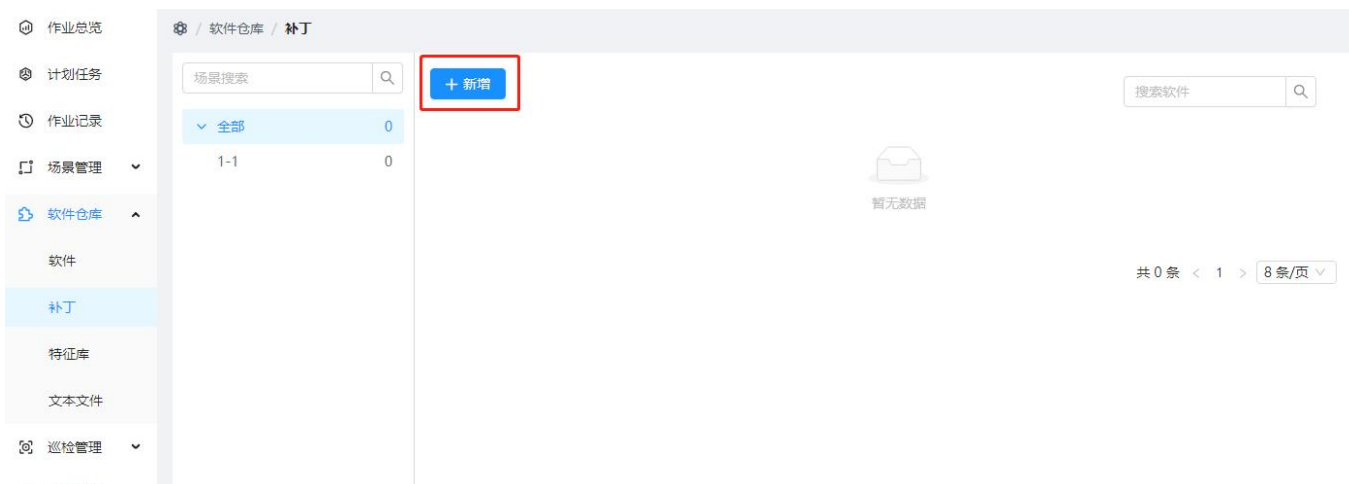 作业总览
计划任务
作业记录
场景管理
软件仓库
软件
补丁
特征库
文本文件
巡检管理
/ 软件仓库 / 补丁
场景搜索
全部 0
1-1 0
+ 新增
搜索软件
暂无数据
共 0 条 < 1 > 8 条/页